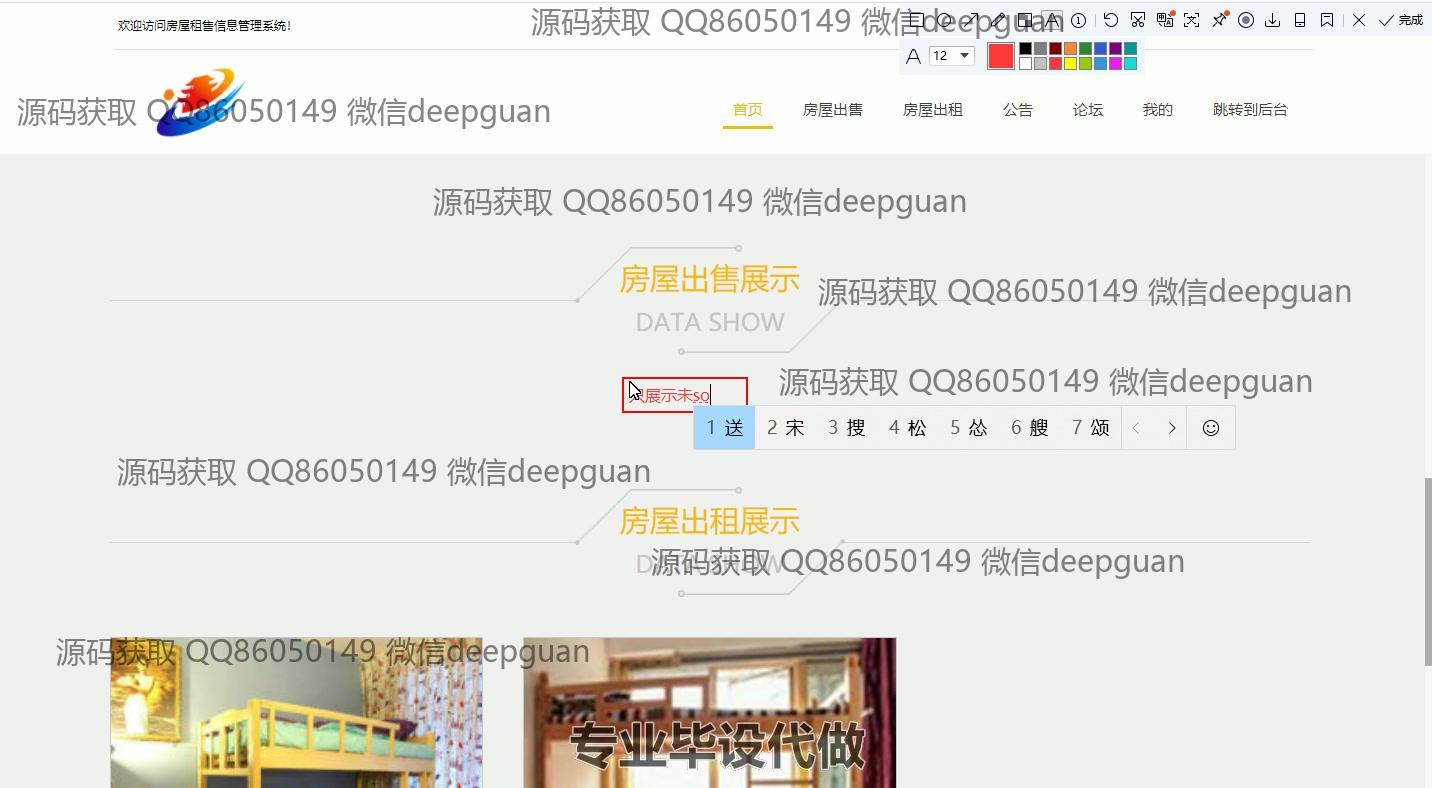 欢迎访问房屋租售信息管理系统！
源码获取 QQ86050149 微信deepguan
完成
A 12
源码获取 QQ86050149 微信deepguan
首页 房屋出售 房屋出租 公告 论坛 我的 跳转到后台
源码获取 QQ86050149 微信deepguan
房屋出售展示
源码获取 QQ86050149 微信deepguan
DATA SHOW
源码获取 QQ86050149 微信deepguan
只展示未so
1 送 2 宋 3 搜 4 松 5 怂 6 艘 7 颂
源码获取 QQ86050149 微信deepguan
房屋出租展示
DATA SHOW
源码获取 QQ86050149 微信deepguan
源码获取 QQ86050149 微信deepguan
专业毕设代做